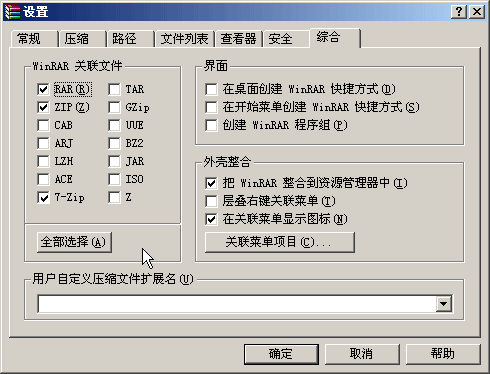 设置
常规 压缩 路径 文件列表 查看器 安全 综合
WinRAR 关联文件
RAR(R) TAR
ZIP(Z) GZip
CAB UUE
ARJ BZ2
LZH JAR
ACE ISO
7-Zip Z
全部选择(A)
界面
在桌面创建 WinRAR 快捷方式(D)
在开始菜单创建 WinRAR 快捷方式(S)
创建 WinRAR 程序组(P)
外壳整合
把 WinRAR 整合到资源管理器中(I)
层叠右键关联菜单(T)
在关联菜单显示图标(N)
关联菜单项目(C)...
用户自定义压缩文件扩展名(U)
确定 取消 帮助